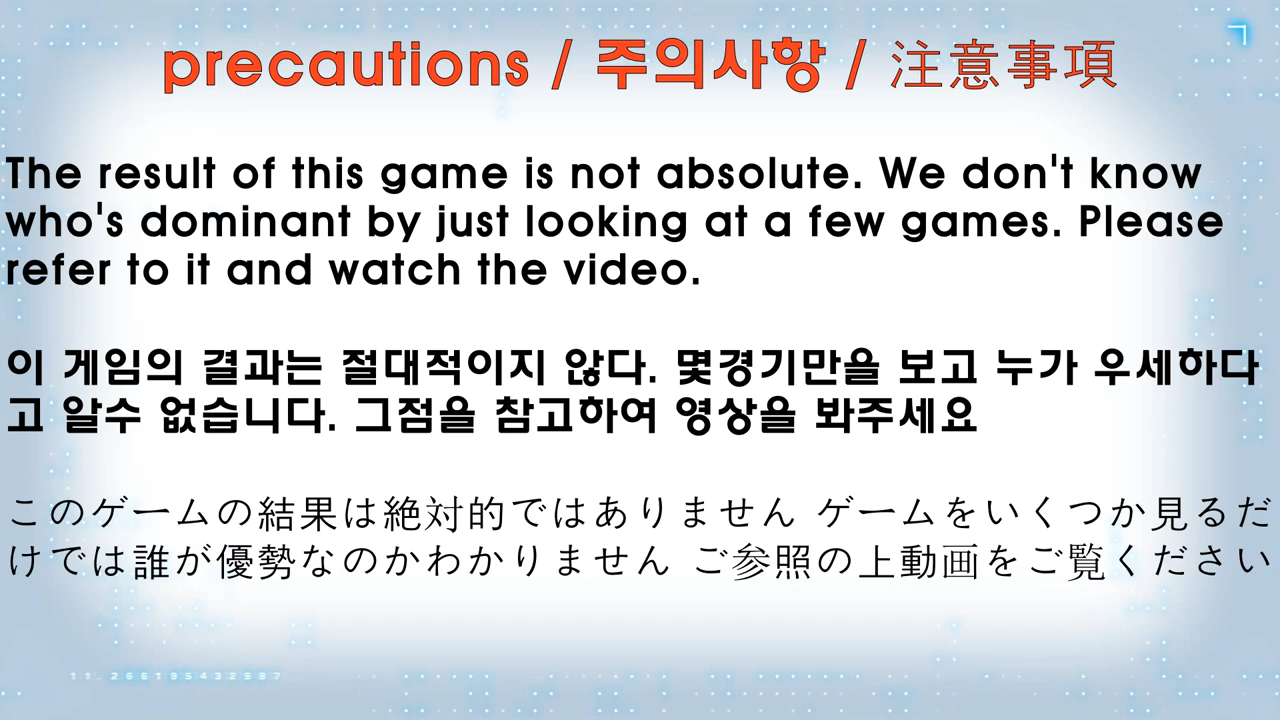 precautions / 주의사항 / 注意事項
The result of this game is not absolute. We don't know
who's dominant by just looking at a few games. Please
refer to it and watch the video.
이 게임의 결과는 절대적이지 않다. 몇경기만을 보고 누가 우세하다
고 알수 없습니다. 그점을 참고하여 영상을 봐주세요
このゲームの結果は絶対的ではありません ゲームをいくつか見るだ
けでは誰が優勢なのかわかりません ご参照の上動画をご覧ください